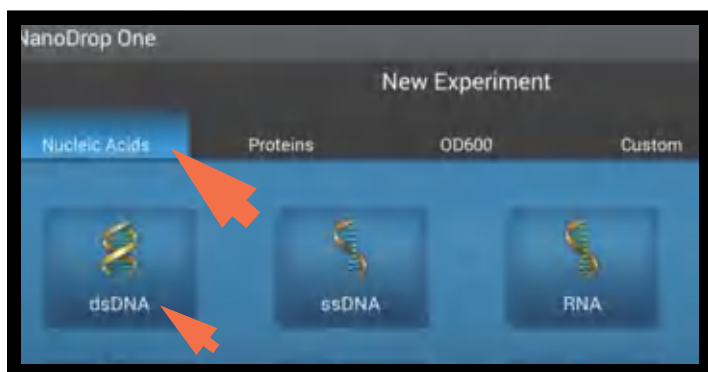 NanoDrop One
New Experiment
Nucleic Acids Proteins OD600 Custom
dsDNA ssDNA RNA